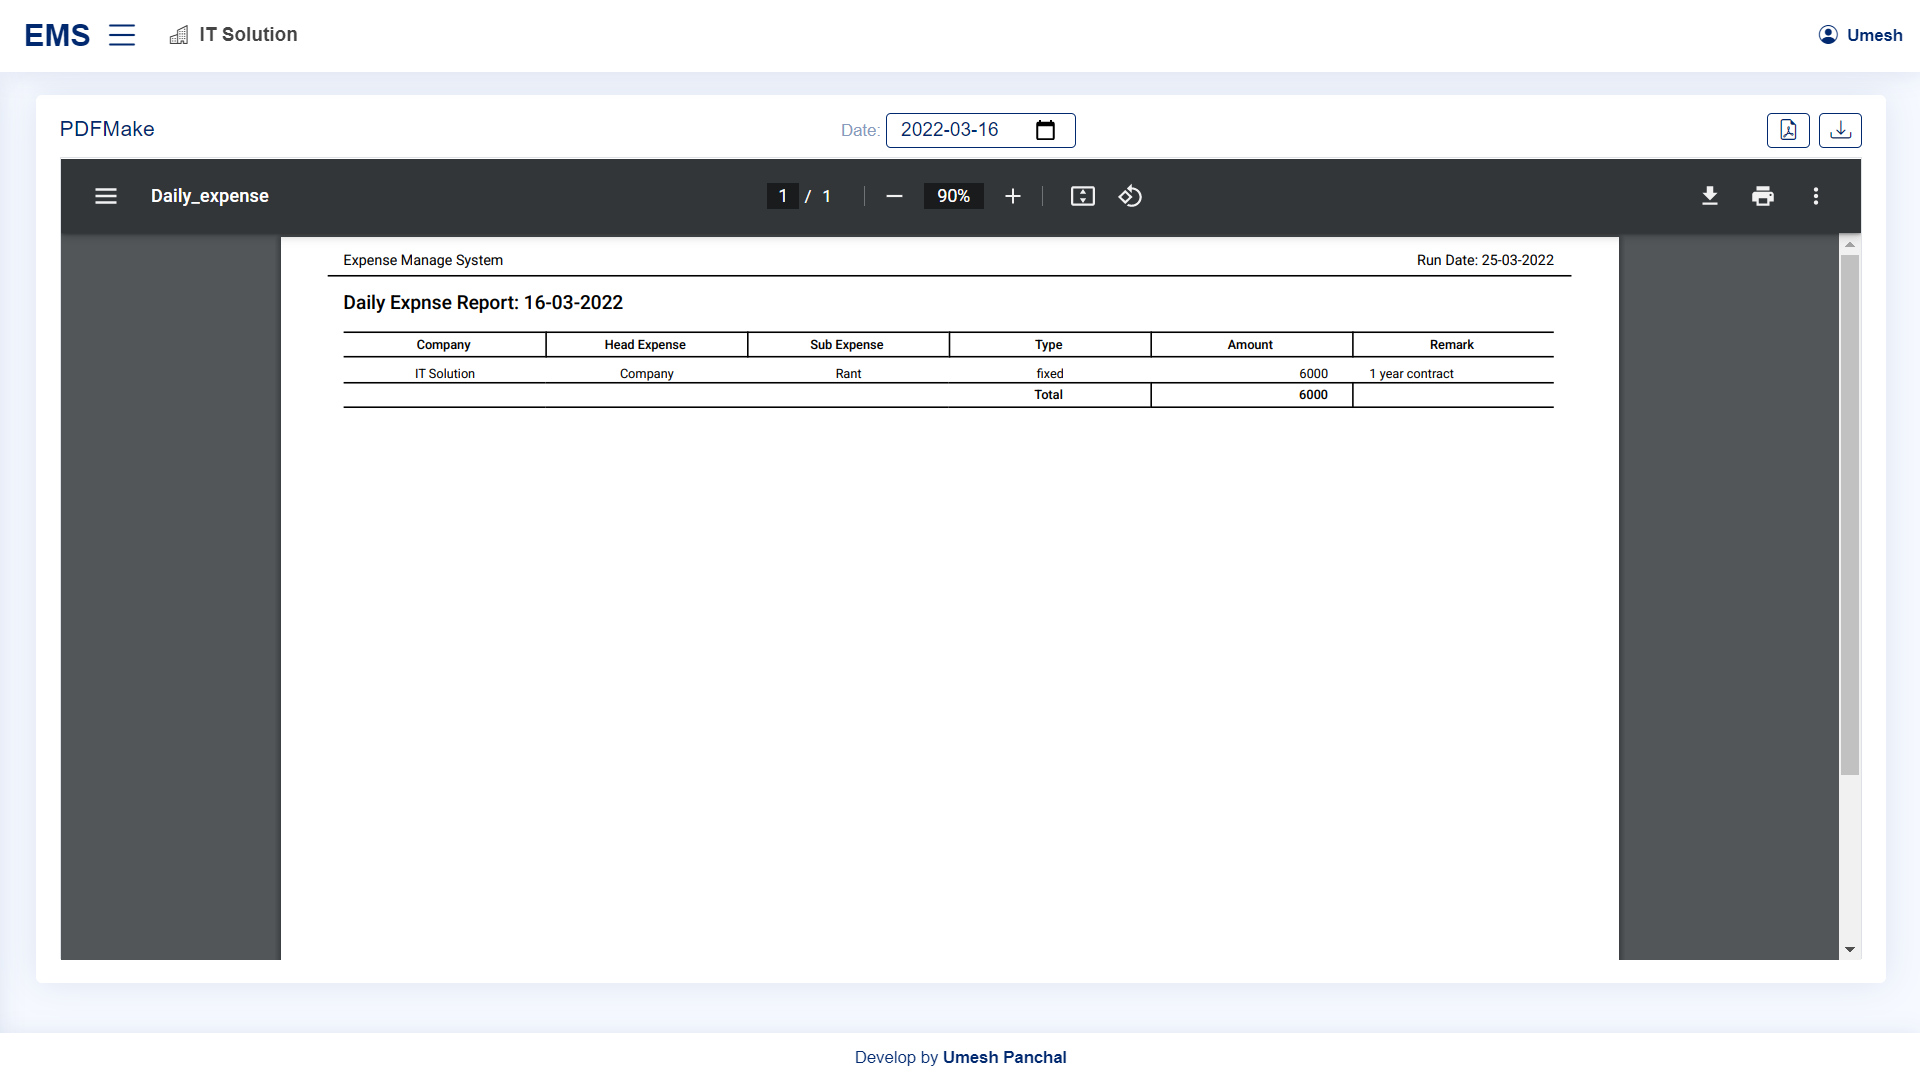 EMS IT Solution Umesh
PDFMake Date: 2022-03-16
Daily_expense 1 / 1 90%
Expense Manage System Run Date: 25-03-2022
Daily Expnse Report: 16-03-2022
Company Head Expense Sub Expense Type Amount Remark
IT Solution Company Rant fixed 6000 1 year contract
Total 6000
Develop by Umesh Panchal